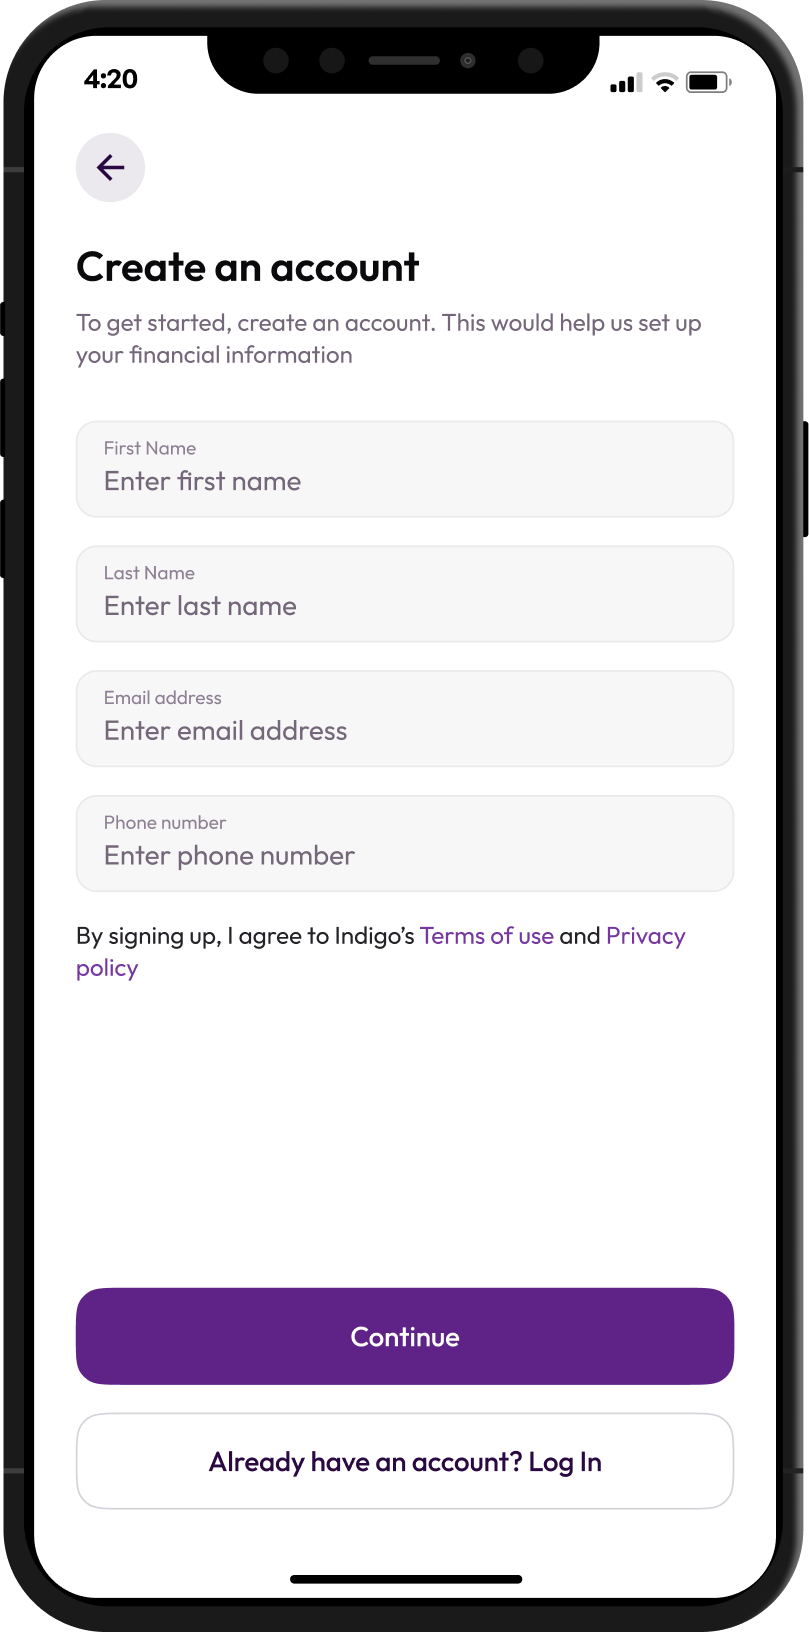 4:20
Create an account
To get started, create an account. This would help us set up
your financial information
First Name
Enter first name
Last Name
Enter last name
Email address
Enter email address
Phone number
Enter phone number
By signing up, I agree to Indigo’s Terms of use and Privacy
policy
Continue
Already have an account? Log In